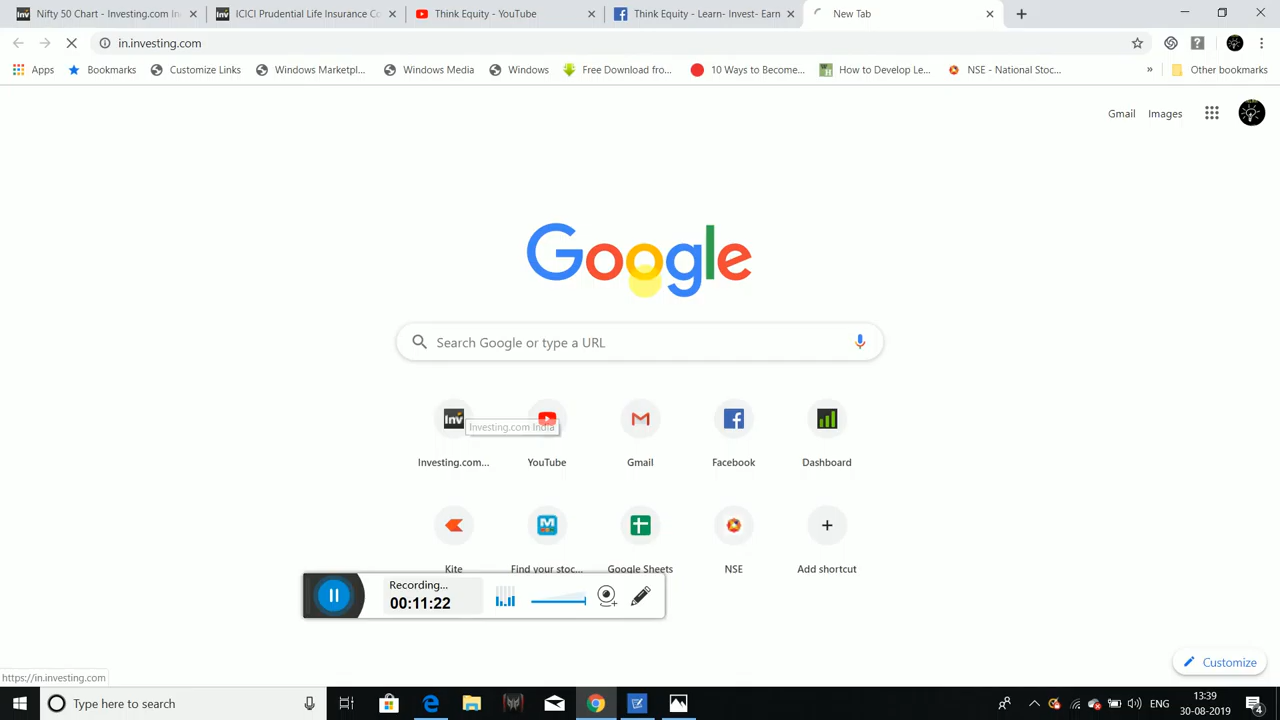 Nifty 50 Chart - Investing.com In
ICICI Prudential Life Insurance Co
Think Equity - YouTube
Think Equity - Learn- Invest- Earn
New Tab
in.investing.com
Apps
Bookmarks
Customize Links
Windows Marketpl...
Windows Media
Windows
Free Download fro...
10 Ways to Become...
How to Develop Le...
NSE - National Stoc...
»
Other bookmarks
Gmail
Images
Google
Search Google or type a URL
Inv
Investing.com India
Investing.com...
YouTube
Gmail
Facebook
Dashboard
Kite
Find your stoc...
Google Sheets
NSE
Add shortcut
Recording...
00:11:22
Customize
https://in.investing.com
Type here to search
ENG
13:39
30-08-2019
4